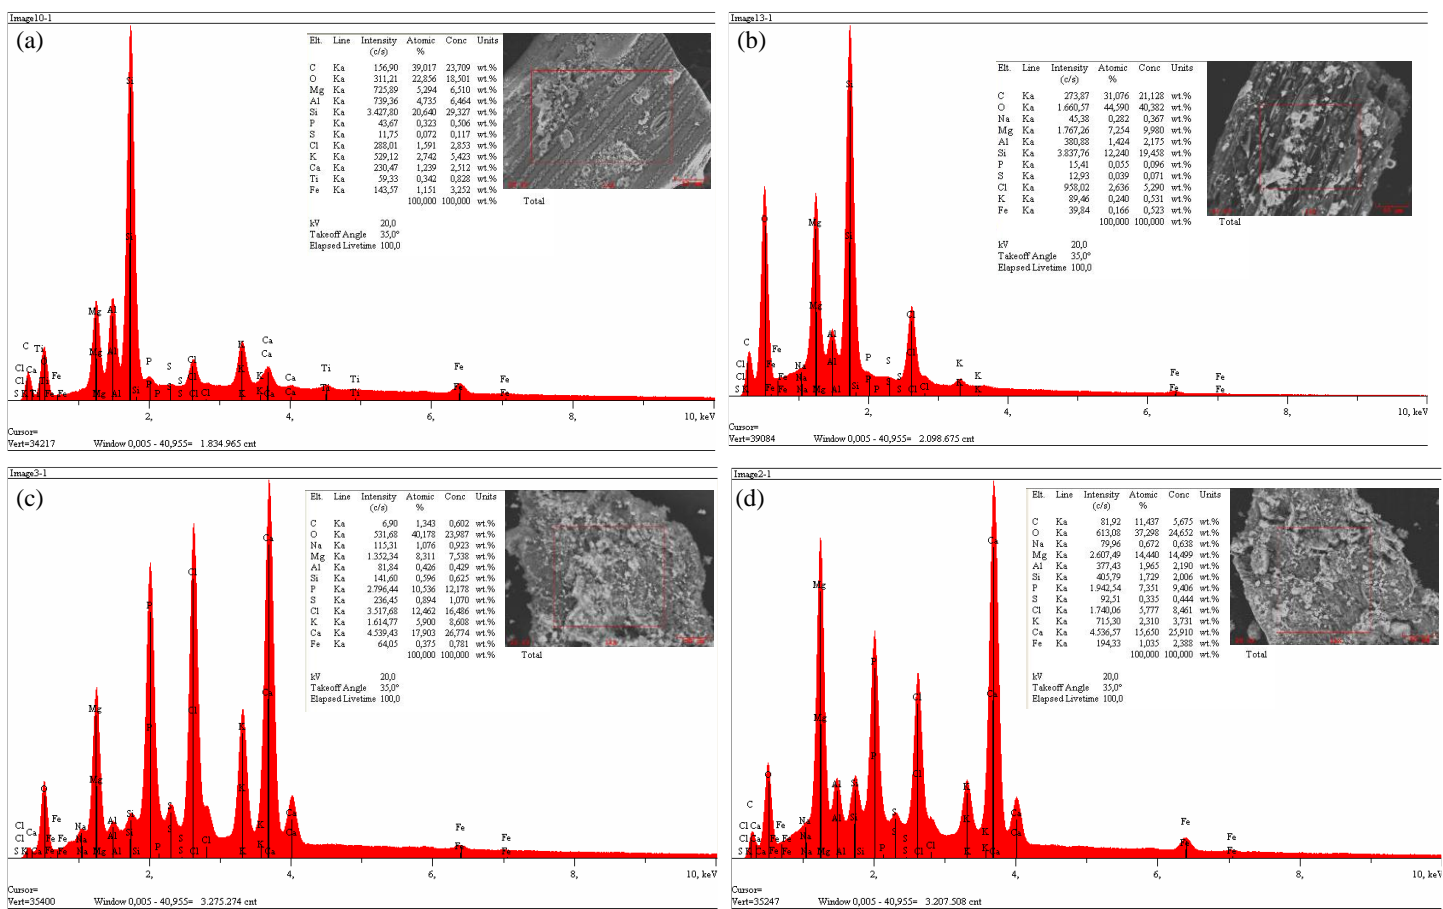 Image10-1
(a)
Elt. Line Intensity Atomic Conc Units
(c/s) %
C Ka 156,90 39,017 23,709 wt.%
O Ka 311,21 22,856 18,501 wt.%
Mg Ka 725,89 5,294 6,510 wt.%
Al Ka 739,36 4,735 6,464 wt.%
Si Ka 3.427,80 20,640 29,327 wt.%
P Ka 43,67 0,323 0,506 wt.%
S Ka 11,75 0,072 0,117 wt.%
Cl Ka 288,01 1,591 2,853 wt.%
K Ka 529,12 2,742 5,423 wt.%
Ca Ka 230,47 1,239 2,512 wt.%
Ti Ka 59,33 0,342 0,828 wt.%
Fe Ka 143,57 1,151 3,252 wt.%
100,000 100,000 wt.% Total
kV 20,0
Takeoff Angle 35,0°
Elapsed Livetime 100,0
2, 4, 6, 8, 10, keV
Cursor=
Vert=34217 Window 0,005 - 40,955= 1.834.965 cnt
Image13-1
(b)
Elt. Line Intensity Atomic Conc Units
(c/s) %
C Ka 273,87 31,076 21,128 wt.%
O Ka 1.660,57 44,590 40,382 wt.%
Na Ka 45,38 0,282 0,367 wt.%
Mg Ka 1.767,26 7,254 9,980 wt.%
Al Ka 380,88 1,424 2,175 wt.%
Si Ka 3.837,76 12,240 19,458 wt.%
P Ka 15,41 0,055 0,096 wt.%
S Ka 12,93 0,039 0,071 wt.%
Cl Ka 958,02 2,636 5,290 wt.%
K Ka 89,46 0,240 0,531 wt.%
Fe Ka 39,84 0,166 0,523 wt.%
100,000 100,000 wt.% Total
kV 20,0
Takeoff Angle 35,0°
Elapsed Livetime 100,0
2, 4, 6, 8, 10, keV
Cursor=
Vert=39084 Window 0,005 - 40,955= 2.098.675 cnt
Image3-1
(c)
Elt. Line Intensity Atomic Conc Units
(c/s) %
C Ka 6,90 1,343 0,602 wt.%
O Ka 531,68 40,178 23,987 wt.%
Na Ka 115,31 1,076 0,923 wt.%
Mg Ka 1.352,34 8,311 7,538 wt.%
Al Ka 81,84 0,426 0,429 wt.%
Si Ka 141,60 0,596 0,625 wt.%
P Ka 2.796,44 10,536 12,178 wt.%
S Ka 236,45 0,894 1,070 wt.%
Cl Ka 3.517,68 12,462 16,486 wt.%
K Ka 1.614,77 5,900 8,608 wt.%
Ca Ka 4.539,43 17,903 26,774 wt.%
Fe Ka 64,05 0,375 0,781 wt.%
100,000 100,000 wt.% Total
kV 20,0
Takeoff Angle 35,0°
Elapsed Livetime 100,0
2, 4, 6, 8, 10, keV
Cursor=
Vert=35400 Window 0,005 - 40,955= 3.275.274 cnt
Image2-1
(d)
Elt. Line Intensity Atomic Conc Units
(c/s) %
C Ka 81,92 11,437 5,675 wt.%
O Ka 613,08 37,298 24,652 wt.%
Na Ka 79,96 0,672 0,638 wt.%
Mg Ka 2.607,49 14,440 14,499 wt.%
Al Ka 377,43 1,965 2,190 wt.%
Si Ka 405,79 1,729 2,006 wt.%
P Ka 1.942,54 7,351 9,406 wt.%
S Ka 92,51 0,335 0,444 wt.%
Cl Ka 1.740,06 5,777 8,461 wt.%
K Ka 715,30 2,310 3,731 wt.%
Ca Ka 4.536,57 15,650 25,910 wt.%
Fe Ka 194,33 1,035 2,388 wt.%
100,000 100,000 wt.% Total
kV 20,0
Takeoff Angle 35,0°
Elapsed Livetime 100,0
2, 4, 6, 8, 10, keV
Cursor=
Vert=35247 Window 0,005 - 40,955= 3.207.508 cnt